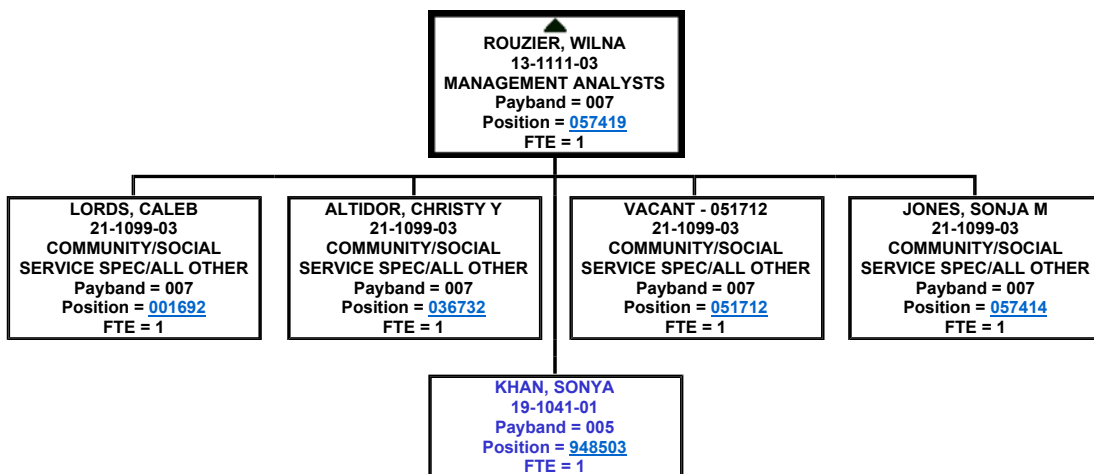 ROUZIER, WILNA
13-1111-03
MANAGEMENT ANALYSTS
Payband = 007
Position = 057419
FTE = 1
LORDS, CALEB
21-1099-03
COMMUNITY/SOCIAL
SERVICE SPEC/ALL OTHER
Payband = 007
Position = 001692
FTE = 1
ALTIDOR, CHRISTY Y
21-1099-03
COMMUNITY/SOCIAL
SERVICE SPEC/ALL OTHER
Payband = 007
Position = 036732
FTE = 1
VACANT - 051712
21-1099-03
COMMUNITY/SOCIAL
SERVICE SPEC/ALL OTHER
Payband = 007
Position = 051712
FTE = 1
JONES, SONJA M
21-1099-03
COMMUNITY/SOCIAL
SERVICE SPEC/ALL OTHER
Payband = 007
Position = 057414
FTE = 1
KHAN, SONYA
19-1041-01
Payband = 005
Position = 948503
FTE = 1